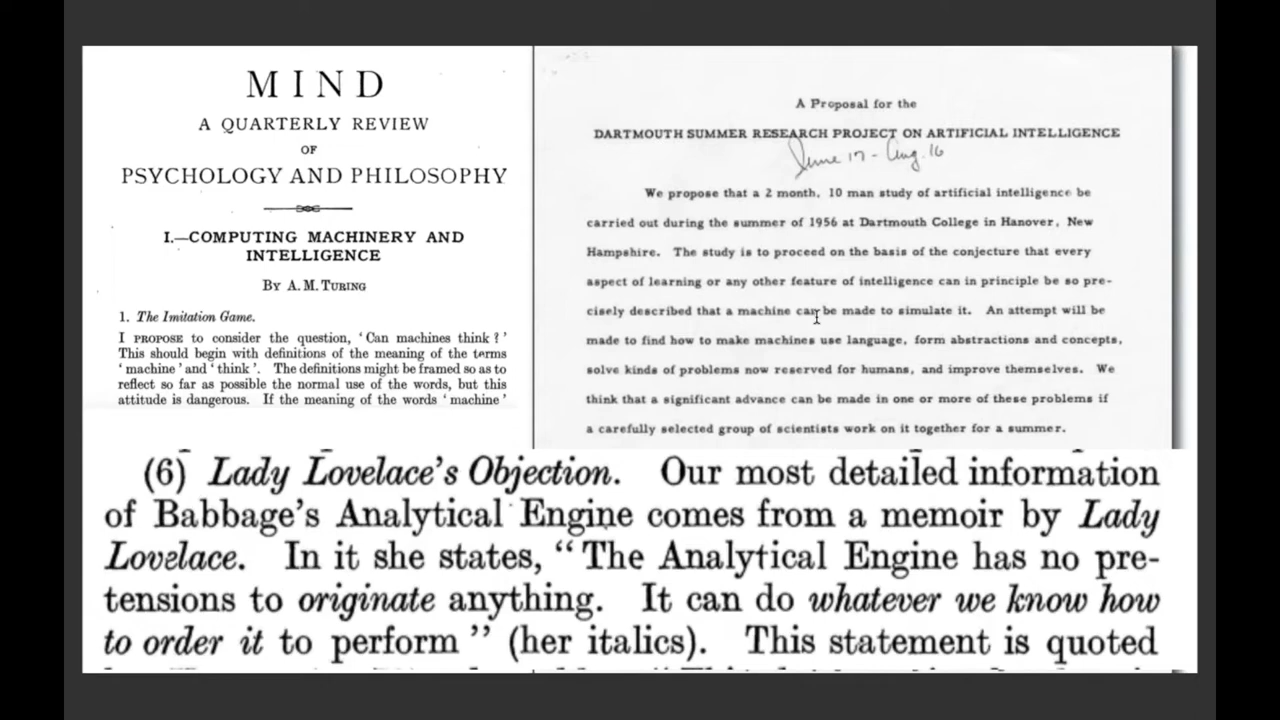 MIND
A QUARTERLY REVIEW
OF
PSYCHOLOGY AND PHILOSOPHY
I.—COMPUTING MACHINERY AND
INTELLIGENCE
By A. M. Turing
1. The Imitation Game.
I PROPOSE to consider the question, ‘Can machines think?’
This should begin with definitions of the meaning of the terms
‘machine’ and ‘think’. The definitions might be framed so as to
reflect so far as possible the normal use of the words, but this
attitude is dangerous. If the meaning of the words ‘machine’
A Proposal for the
DARTMOUTH SUMMER RESEARCH PROJECT ON ARTIFICIAL INTELLIGENCE
June 17 - Aug. 16
We propose that a 2 month, 10 man study of artificial intelligence be
carried out during the summer of 1956 at Dartmouth College in Hanover, New
Hampshire. The study is to proceed on the basis of the conjecture that every
aspect of learning or any other feature of intelligence can in principle be so pre-
cisely described that a machine can be made to simulate it. An attempt will be
made to find how to make machines use language, form abstractions and concepts,
solve kinds of problems now reserved for humans, and improve themselves. We
think that a significant advance can be made in one or more of these problems if
a carefully selected group of scientists work on it together for a summer.
(6) Lady Lovelace's Objection. Our most detailed information
of Babbage's Analytical Engine comes from a memoir by Lady
Lovelace. In it she states, “The Analytical Engine has no pre-
tensions to originate anything. It can do whatever we know how
to order it to perform” (her italics). This statement is quoted